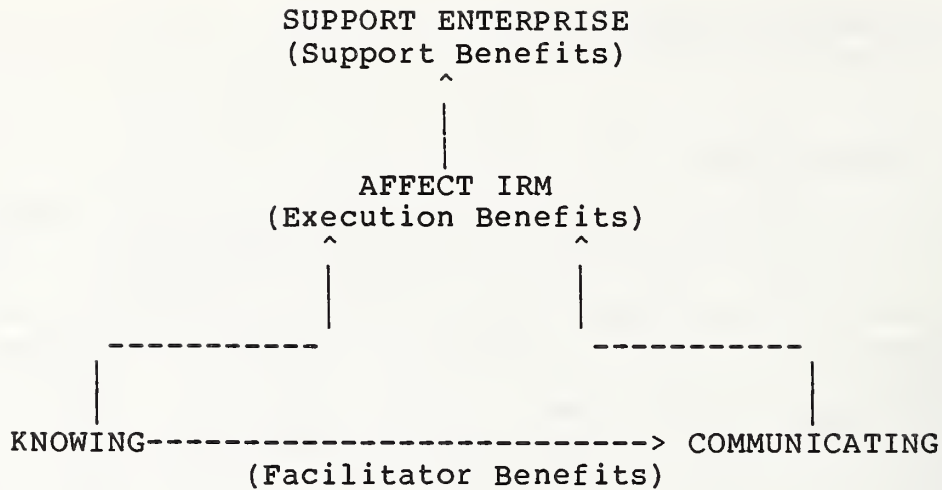 SUPPORT ENTERPRISE
(Support Benefits)
AFFECT IRM
(Execution Benefits)
KNOWING-----------------------------> COMMUNICATING
(Facilitator Benefits)